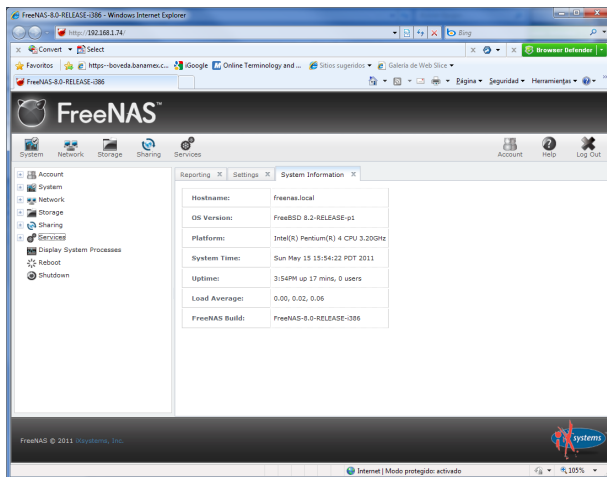 FreeNAS-8.0-RELEASE-i386 - Windows Internet Explorer
http://192.168.1.74/
Bing
x Convert Select
x x Browser Defender
Favoritos https--boveda.banamex.c... iGoogle Online Terminology and ... Sitios sugeridos Galería de Web Slice
FreeNAS-8.0-RELEASE-i386
Página Seguridad Herramientas
FreeNAS™
System Network Storage Sharing Services Account Help Log Out
Account
System
Network
Storage
Sharing
Services
Display System Processes
Reboot
Shutdown
Reporting X Settings X System Information X
Hostname: freenas.local
OS Version: FreeBSD 8.2-RELEASE-p1
Platform: Intel(R) Pentium(R) 4 CPU 3.20GHz
System Time: Sun May 15 15:54:22 PDT 2011
Uptime: 3:54PM up 17 mins, 0 users
Load Average: 0.00, 0.02, 0.06
FreeNAS Build: FreeNAS-8.0-RELEASE-i386
FreeNAS © 2011 iXsystems, Inc.
iX systems
Internet | Modo protegido: activado
105%